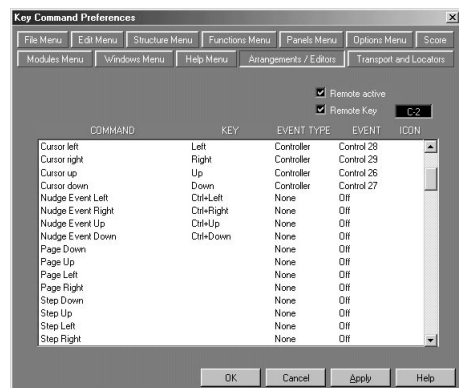 Key Command Preferences
File Menu Edit Menu Structure Menu Functions Menu Panels Menu Options Menu Score
Modules Menu Windows Menu Help Menu Arrangements / Editors Transport and Locators
Remote active
Remote Key C-2
COMMAND KEY EVENT TYPE EVENT ICON
Cursor left Left Controller Control 28
Cursor right Right Controller Control 29
Cursor up Up Controller Control 26
Cursor down Down Controller Control 27
Nudge Event Left Ctrl+Left None Off
Nudge Event Right Ctrl+Right None Off
Nudge Event Up Ctrl+Up None Off
Nudge Event Down Ctrl+Down None Off
Page Down None Off
Page Up None Off
Page Left None Off
Page Right None Off
Step Down None Off
Step Up None Off
Step Left None Off
Step Right None Off
OK Cancel Apply Help